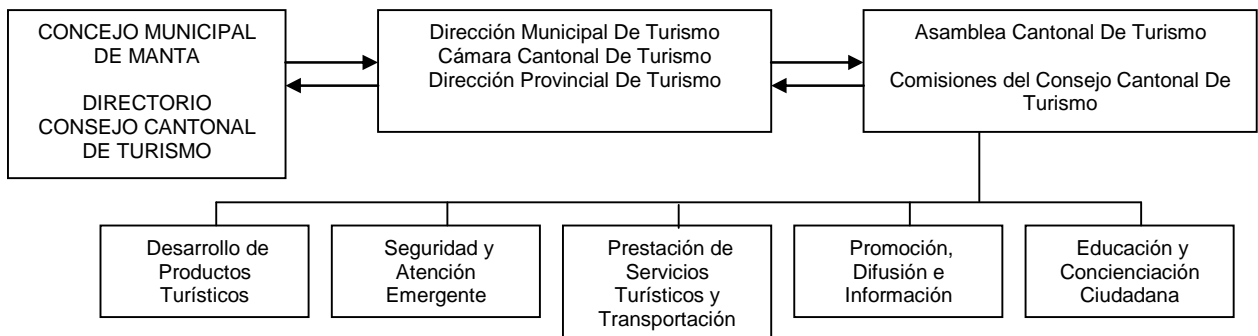 CONCEJO MUNICIPAL
DE MANTA
DIRECTORIO
CONSEJO CANTONAL
DE TURISMO
Dirección Municipal De Turismo
Cámara Cantonal De Turismo
Dirección Provincial De Turismo
Asamblea Cantonal De Turismo
Comisiones del Consejo Cantonal De
Turismo
Desarrollo de
Productos
Turísticos
Seguridad y
Atención
Emergente
Prestación de
Servicios
Turísticos y
Transportación
Promoción,
Difusión e
Información
Educación y
Concienciación
Ciudadana